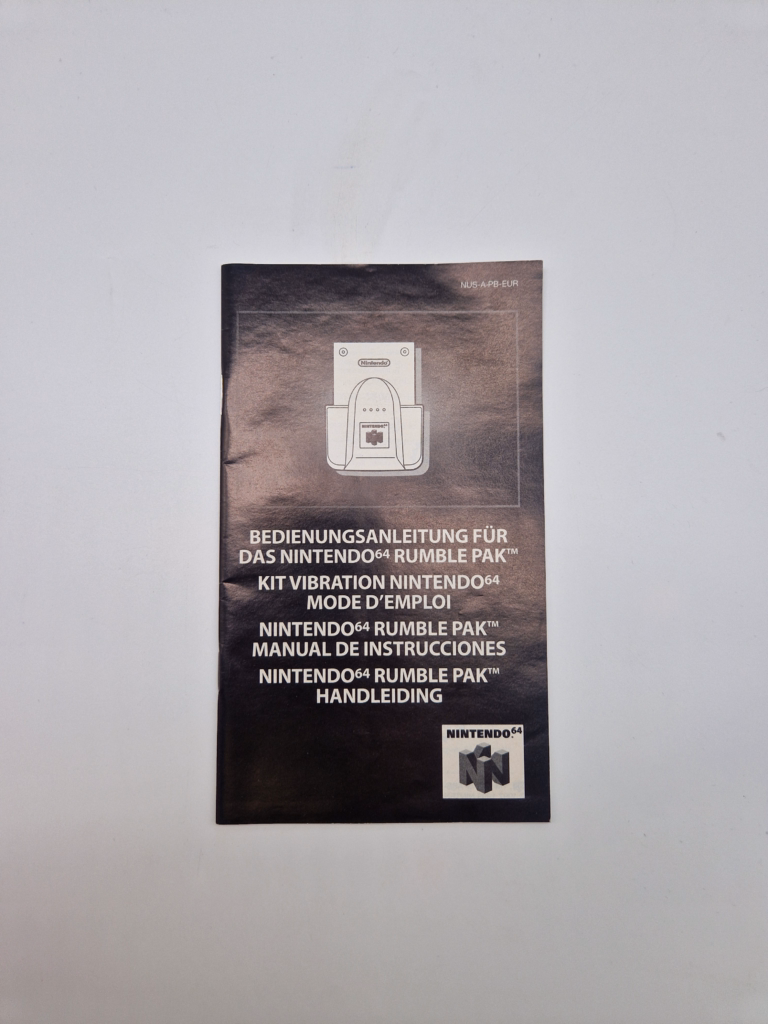 NUS-A-PB-EUR
Nintendo
NINTENDO64
BEDIENUNGSANLEITUNG FÜR
DAS NINTENDO64 RUMBLE PAK™
KIT VIBRATION NINTENDO64
MODE D'EMPLOI
NINTENDO64 RUMBLE PAK™
MANUAL DE INSTRUCCIONES
NINTENDO64 RUMBLE PAK™
HANDLEIDING
NINTENDO64